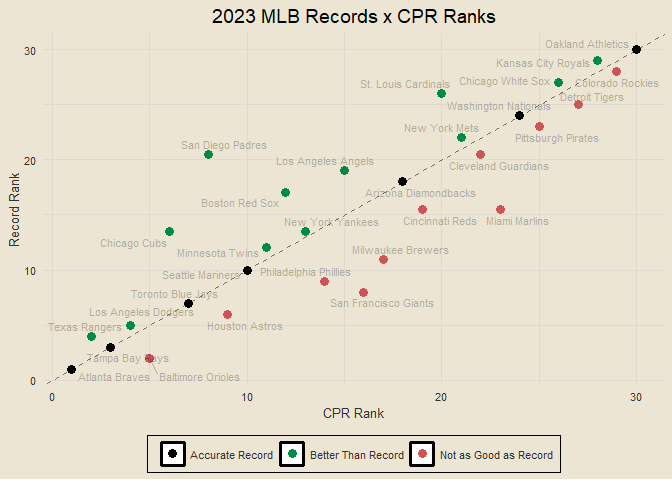 2023 MLB Records x CPR Ranks
Oakland Athletics
Kansas City Royals
Chicago White Sox
Colorado Rockies
St. Louis Cardinals
Detroit Tigers
Washington Nationals
New York Mets
Pittsburgh Pirates
San Diego Padres
Los Angeles Angels
Cleveland Guardians
Arizona Diamondbacks
Boston Red Sox
New York Yankees
Cincinnati Reds
Miami Marlins
Chicago Cubs
Minnesota Twins
Milwaukee Brewers
Seattle Mariners
Philadelphia Phillies
Toronto Blue Jays
San Francisco Giants
Los Angeles Dodgers
Texas Rangers
Houston Astros
Tampa Bay Rays
Atlanta Braves
Baltimore Orioles
Record Rank
30
20
10
0
0 10 20 30
CPR Rank
Accurate Record Better Than Record Not as Good as Record